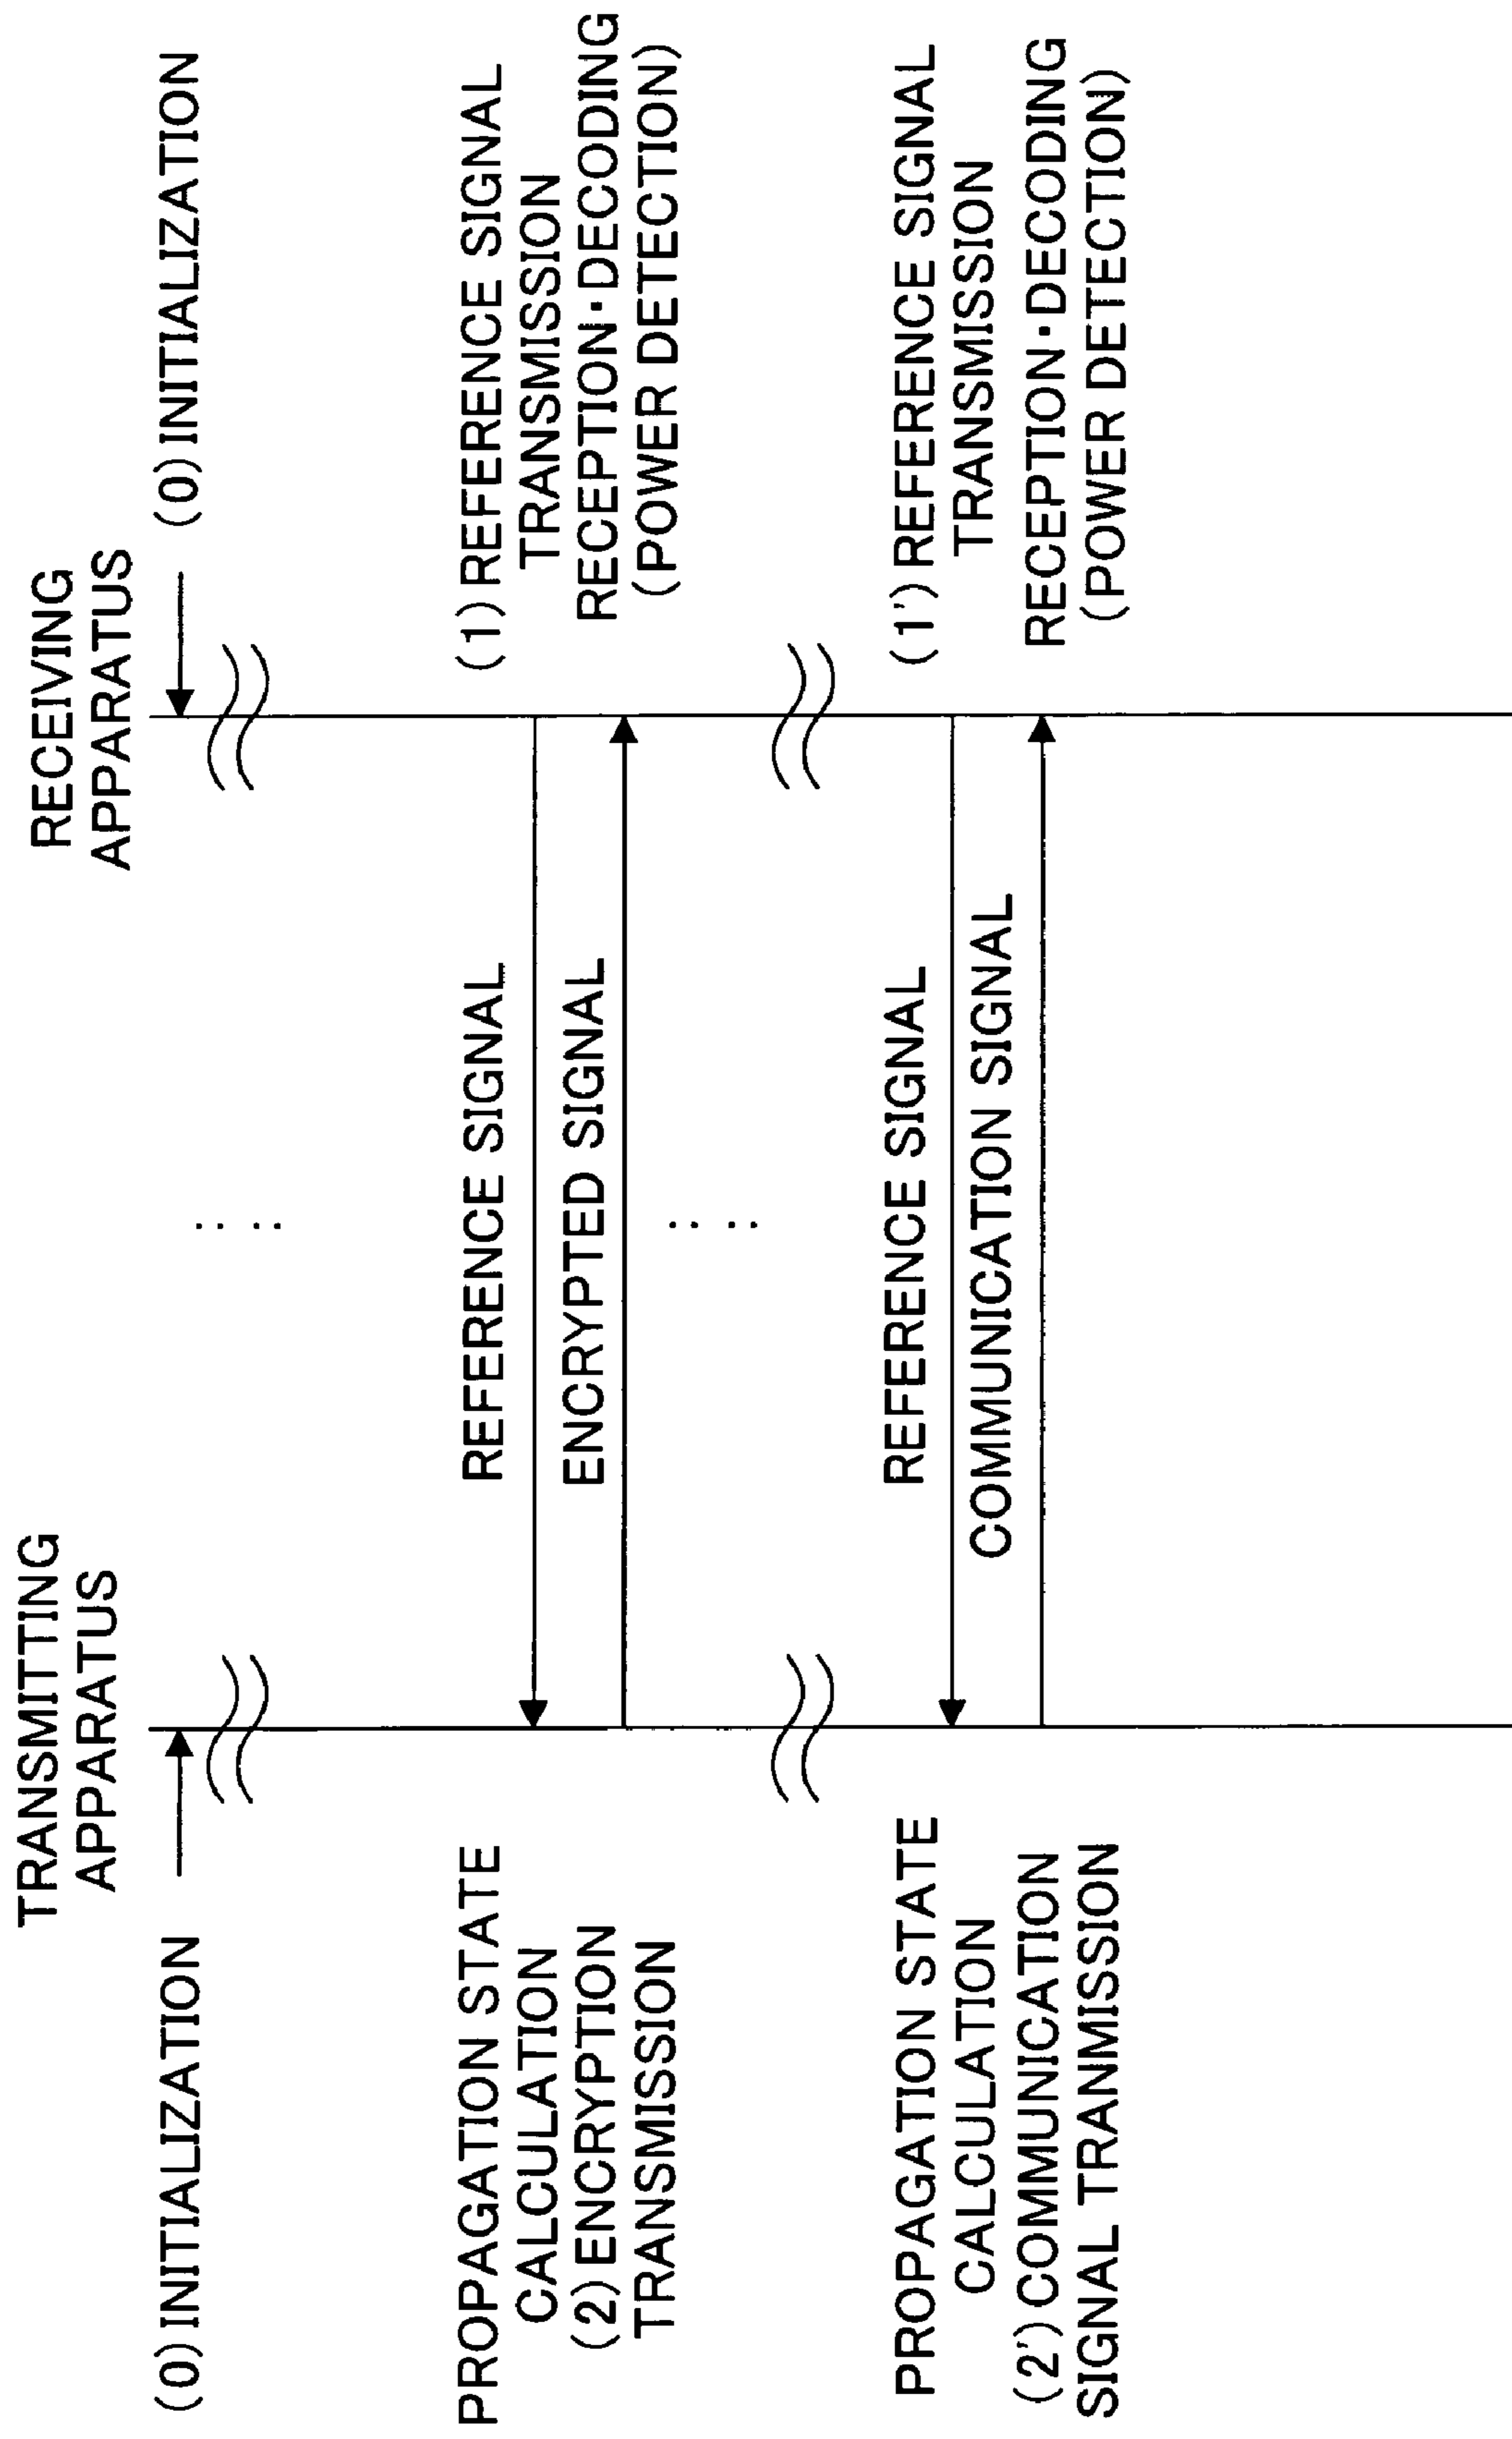 TRANSMITTING
APPARATUS
RECEIVING
APPARATUS
(0) INITIALIZATION
(0) INITIALIZATION
PROPAGATION STATE
CALCULATION
(2) ENCRYPTION
TRANSMISSION
REFERENCE SIGNAL
ENCRYPTED SIGNAL
(1) REFERENCE SIGNAL
TRANSMISSION
RECEPTION·DECODING
(POWER DETECTION)
PROPAGATION STATE
CALCULATION
(2') COMMUNICATION
SIGNAL TRANMISSION
REFERENCE SIGNAL
COMMUNICATION SIGNAL
(1') REFERENCE SIGNAL
TRANSMISSION
RECEPTION·DECODING
(POWER DETECTION)